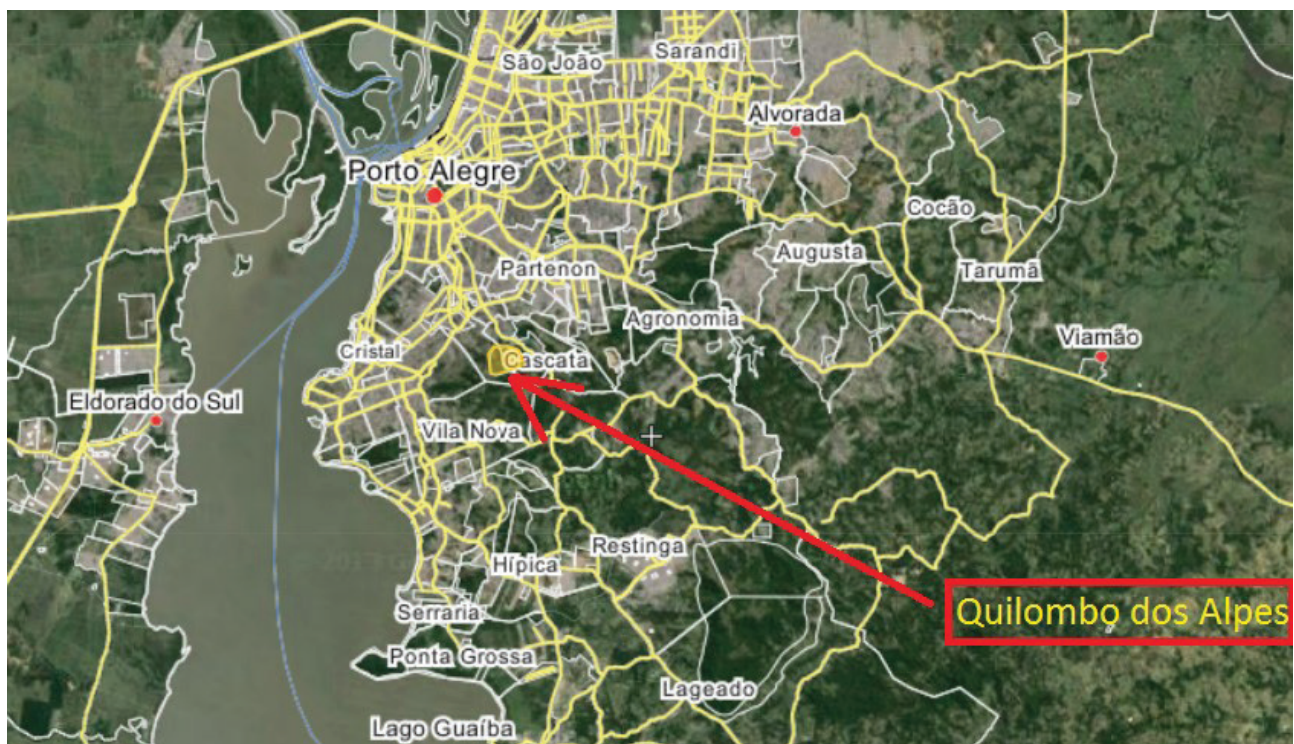 São João
Sarandi
Alvorada
Porto Alegre
Cocão
Augusta
Partenon
Tarumã
Agronomia
Viamão
Cristal
Cascata
Eldorado do Sul
Vila Nova
Restinga
Hípica
Quilombo dos Alpes
Serraria
Ponta Grossa
Lageado
Lago Guaíba